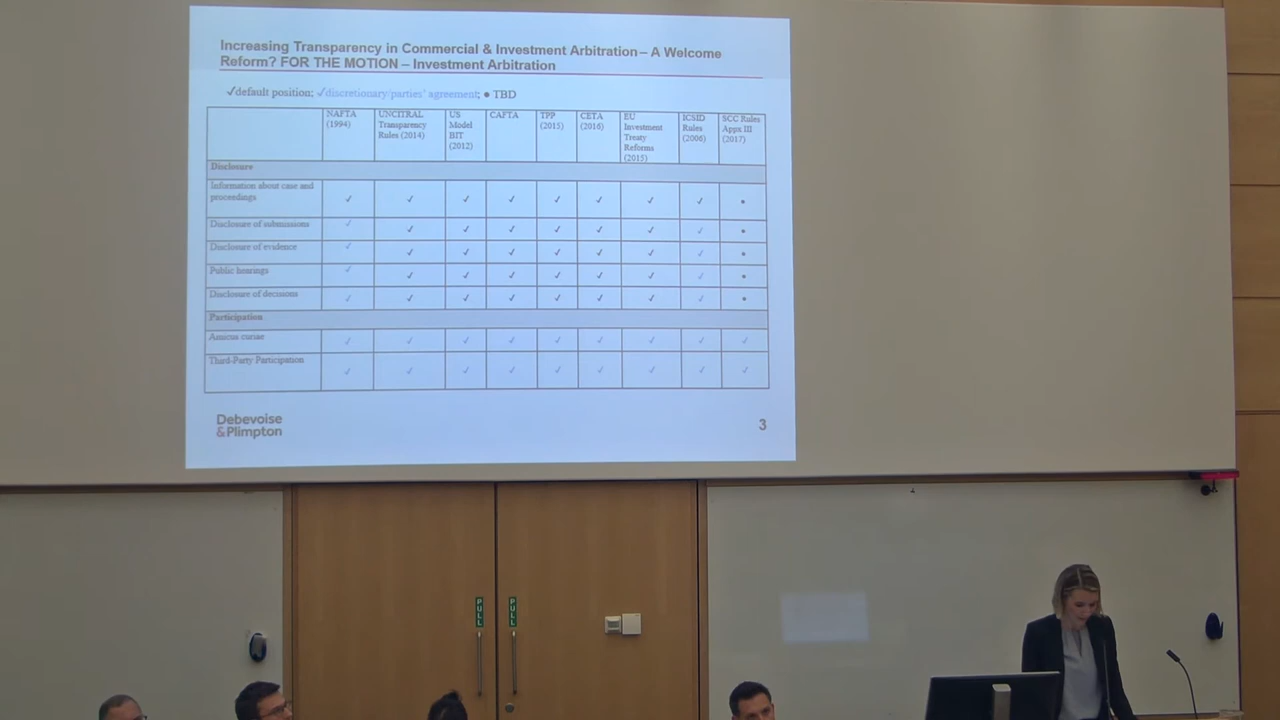 Increasing Transparency in Commercial & Investment Arbitration – A Welcome
Reform? FOR THE MOTION – Investment Arbitration
✓default position; ✓discretionary/parties' agreement; ● TBD
NAFTA (1994) UNCITRAL Transparency Rules (2014) US Model BIT (2012) CAFTA TPP (2015) CETA (2016) EU Investment Treaty Reforms (2015) ICSID Rules (2006) SCC Rules Appx III (2017)
Disclosure
Information about case and proceedings ✓ ✓ ✓ ✓ ✓ ✓ ✓ ✓ ●
Disclosure of submissions ✓ ✓ ✓ ✓ ✓ ✓ ✓ ✓ ●
Disclosure of evidence ✓ ✓ ✓ ✓ ✓ ✓ ✓ ✓ ●
Public hearings ✓ ✓ ✓ ✓ ✓ ✓ ✓ ✓ ●
Disclosure of decisions ✓ ✓ ✓ ✓ ✓ ✓ ✓ ✓ ●
Participation
Amicus curiae ✓ ✓ ✓ ✓ ✓ ✓ ✓ ✓ ✓
Third-Party Participation ✓ ✓ ✓ ✓ ✓ ✓ ✓ ✓ ✓
Debevoise
&Plimpton
3
PULL
PULL